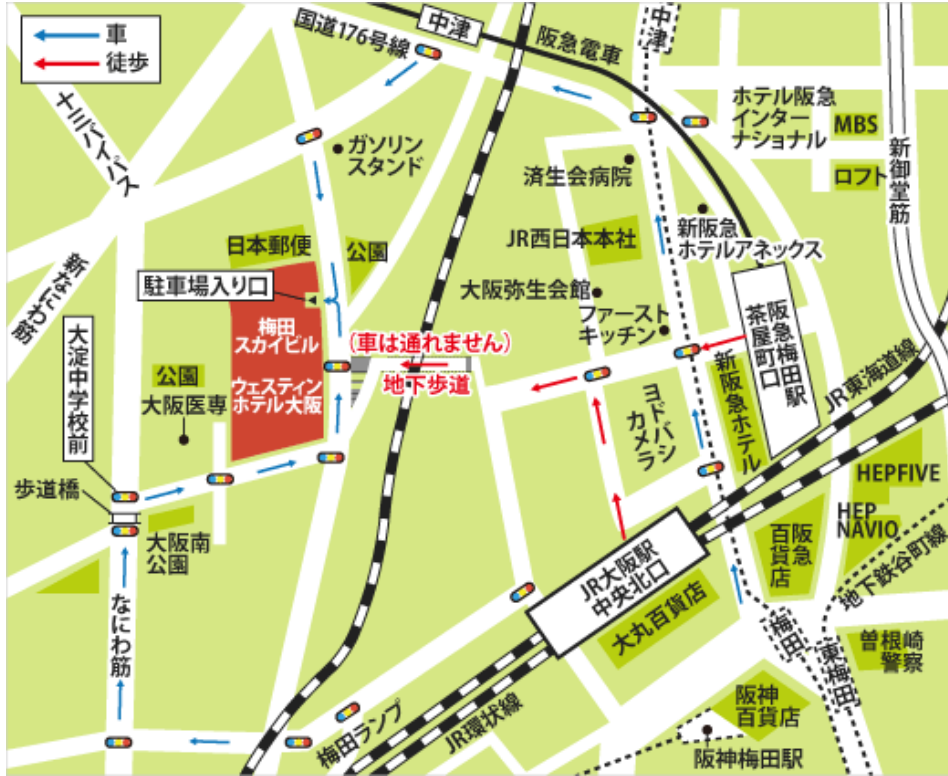 車
徒歩
国道176号線
中津
阪急電車
中津
十三バイパス
ガソリン
スタンド
済生会病院
ホテル阪急
インター
ナショナル
MBS
ロフト
新御堂筋
新なにわ筋
日本郵便
公園
JR西日本本社
新阪急
ホテルアネックス
駐車場入り口
大阪弥生会館
ファースト
キッチン
梅田
スカイビル
(車は通れません)
地下歩道
阪急梅田駅
茶屋町口
JR東海道線
大淀中学校前
公園
大阪医専
ウェスティン
ホテル大阪
ヨドバシ
カメラ
新阪急ホテル
HEPFIVE
歩道橋
大阪南
公園
HEP
NAVIO
阪急
百貨店
地下鉄谷町線
JR大阪駅
中央北口
大丸百貨店
なにわ筋
梅田
東梅田
曽根崎
警察
梅田ランプ
JR環状線
阪神
百貨店
阪神梅田駅